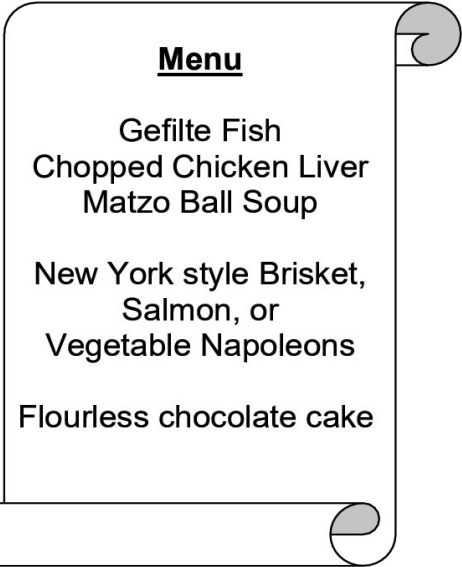 Menu
Gefilte Fish
Chopped Chicken Liver
Matzo Ball Soup
New York style Brisket,
Salmon, or
Vegetable Napoleons
Flourless chocolate cake